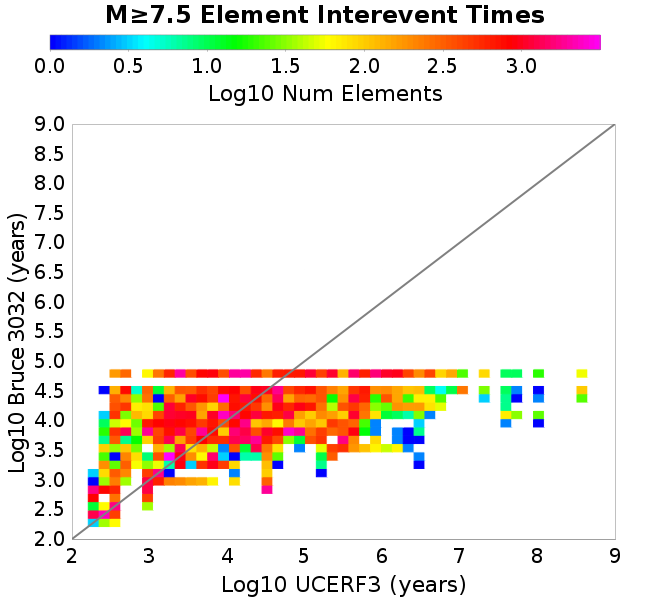 M≥7.5 Element Interevent Times
0.0 0.5 1.0 1.5 2.0 2.5 3.0
Log10 Num Elements
9.0
8.5
8.0
7.5
7.0
6.5
6.0
5.5
5.0
4.5
4.0
3.5
3.0
2.5
2.0
Log10 Bruce 3032 (years)
2 3 4 5 6 7 8 9
Log10 UCERF3 (years)